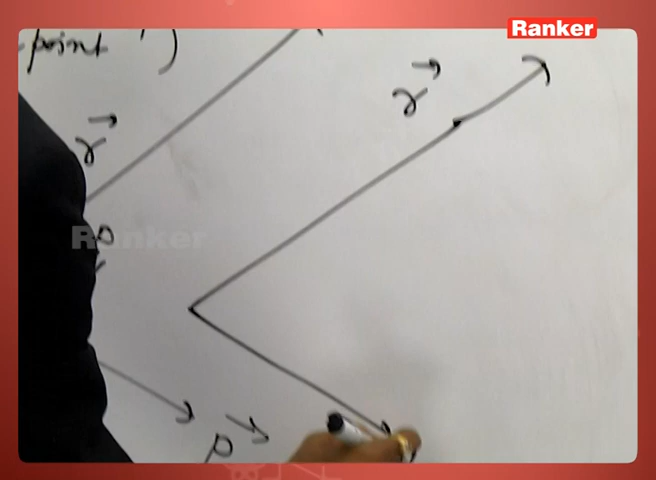 Ranker
point ')
r→
r→
θ
Ranker
p→